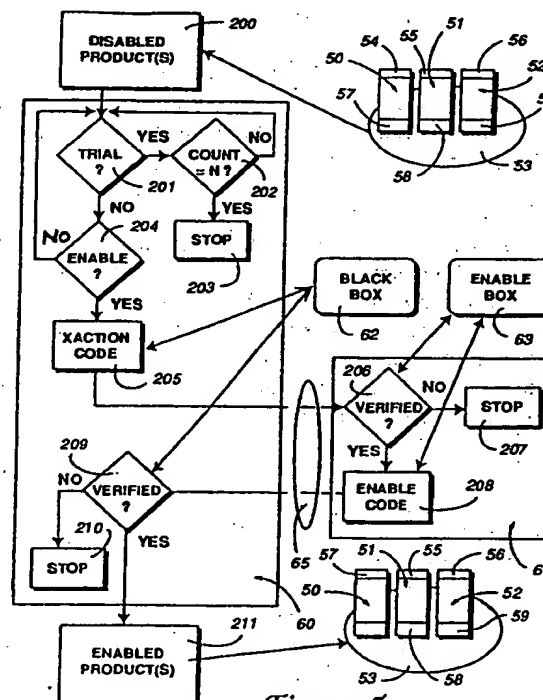 200
DISABLED
PRODUCT(S)
54
55
51
56
50
52
57
58
53
TRIAL
?
201
YES
COUNT
= N ?
202
NO
NO
YES
204
No
ENABLE
?
STOP
203
YES
XACTION
CODE
205
BLACK
BOX
62
ENABLE
BOX
63
206
VERIFIED
?
NO
STOP
207
YES
ENABLE
CODE
208
209
NO
VERIFIED
?
210
STOP
YES
65
60
57
51
55
56
50
52
59
58
53
211
ENABLED
PRODUCT(S)